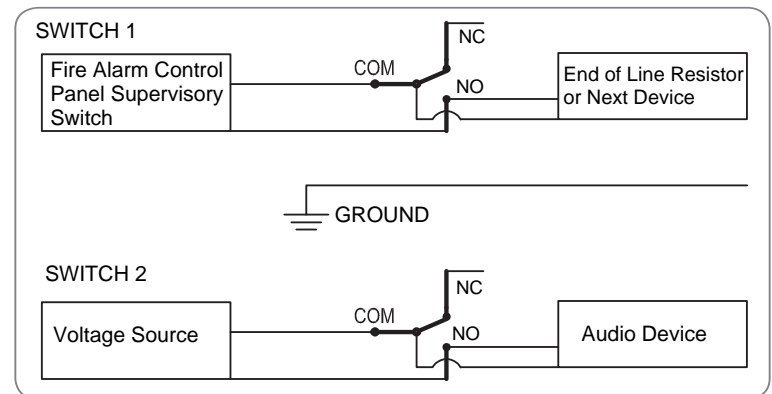 SWITCH 1
NC
Fire Alarm Control
Panel Supervisory
Switch
COM
NO
End of Line Resistor
or Next Device
GROUND
SWITCH 2
NC
Voltage Source
COM
NO
Audio Device